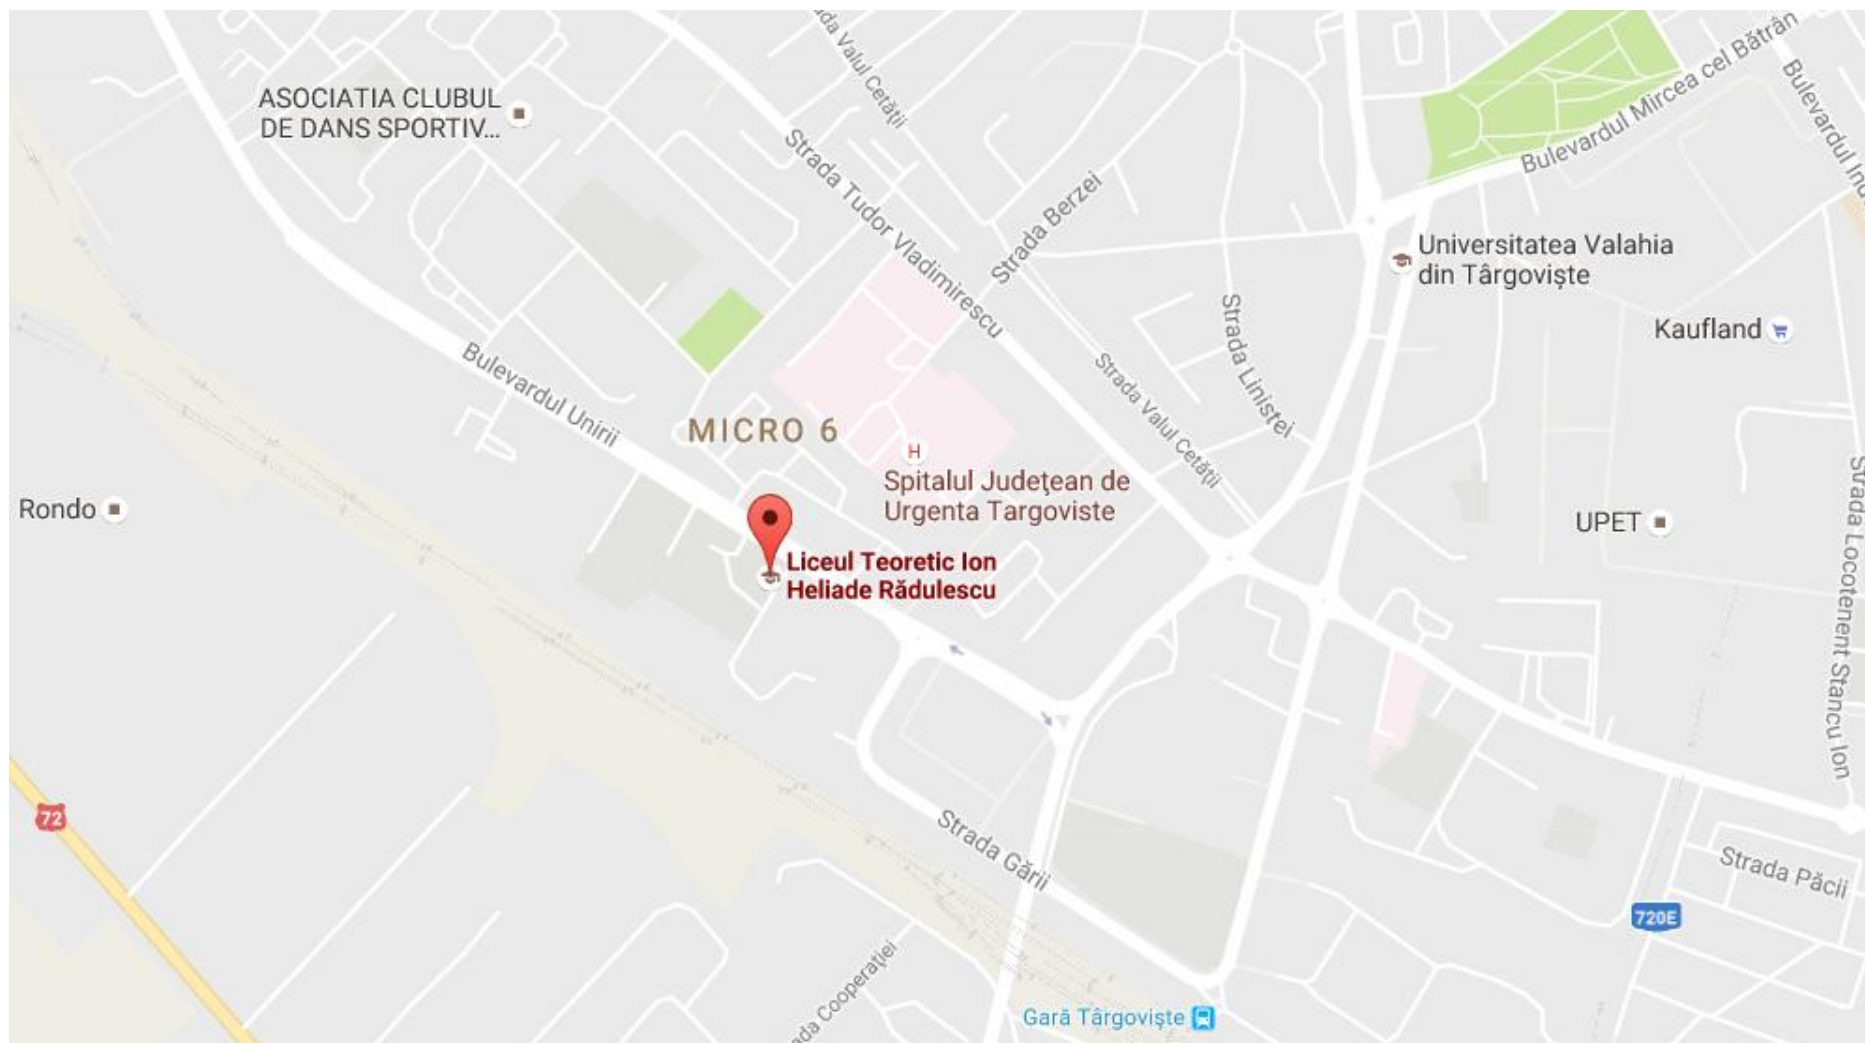 ada Valul Cetății
Bulevardul Mircea cel Bătrân
ASOCIATIA CLUBUL
DE DANS SPORTIV...
Strada Tudor Vladimirescu
Strada Berzei
Universitatea Valahia
din Târgoviște
Bulevardul Ind
Kaufland
Strada Linistei
Bulevardul Unirii
Strada Valul Cetății
MICRO 6
H
Spitalul Județean de
Urgenta Targoviste
Rondo
UPET
Liceul Teoretic Ion
Heliade Rădulescu
Strada Locotenent Stancu Ion
72
Strada Gării
Strada Păcii
720E
ada Cooperației
Gară Târgoviște